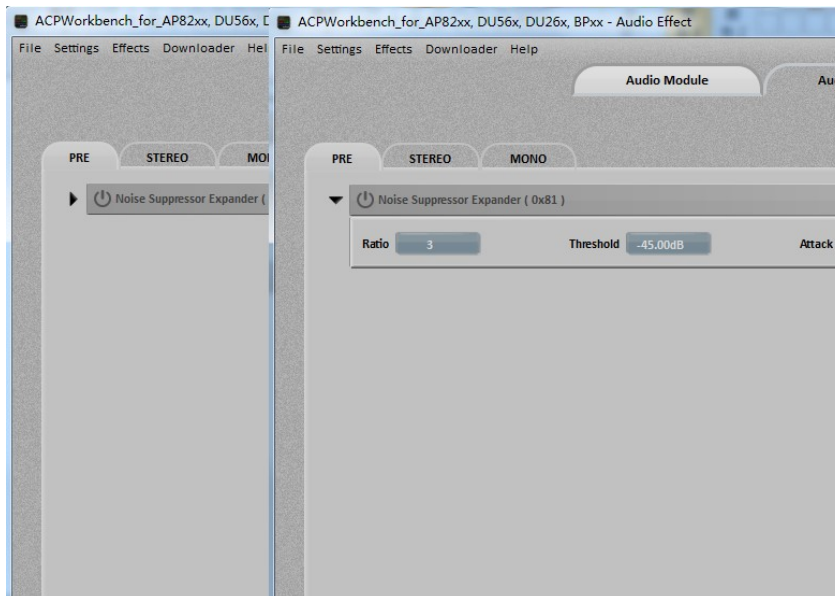 ACPWorkbench_for_AP82xx, DU56x, D
File Settings Effects Downloader Hel
PRE STEREO MO
Noise Suppressor Expander (
ACPWorkbench_for_AP82xx, DU56x, DU26x, BPxx - Audio Effect
File Settings Effects Downloader Help
Audio Module Au
PRE STEREO MONO
Noise Suppressor Expander ( 0x81 )
Ratio 3 Threshold -45.00dB Attack